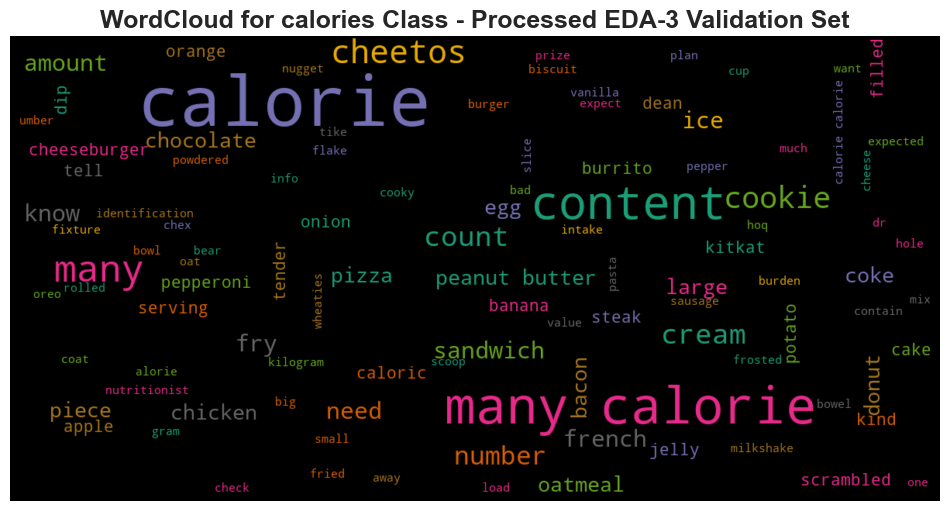 WordCloud for calories Class - Processed EDA-3 Validation Set
orange
cheetos
prize
plan
filled
amount
nugget
biscuit
cup
want
dip
calorie
vanilla
calorie calorie
umber
burger
expect
dean
ice
tike
chocolate
cheeseburger
flake
slice
much
expected
powdered
tell
burrito
pepper
cheese
info
cooky
bad
content
cookie
know
identification
egg
fixture
chex
onion
intake
hoq
dr
count
many
bowl
bear
tender
kitkat
hole
oat
pepperoni
pizza
peanut butter
pasta
large
burden
coke
oreo
rolled
wheaties
serving
banana
sausage
mix
value
steak
contain
fry
cream
potato
sandwich
cake
coat
kilogram
scoop
frosted
alorie
caloric
bacon
donut
nutritionist
piece
chicken
big
need
many calorie
bowel
apple
kind
gram
small
french
number
jelly
milkshake
fried
away
oatmeal
scrambled
check
load
one